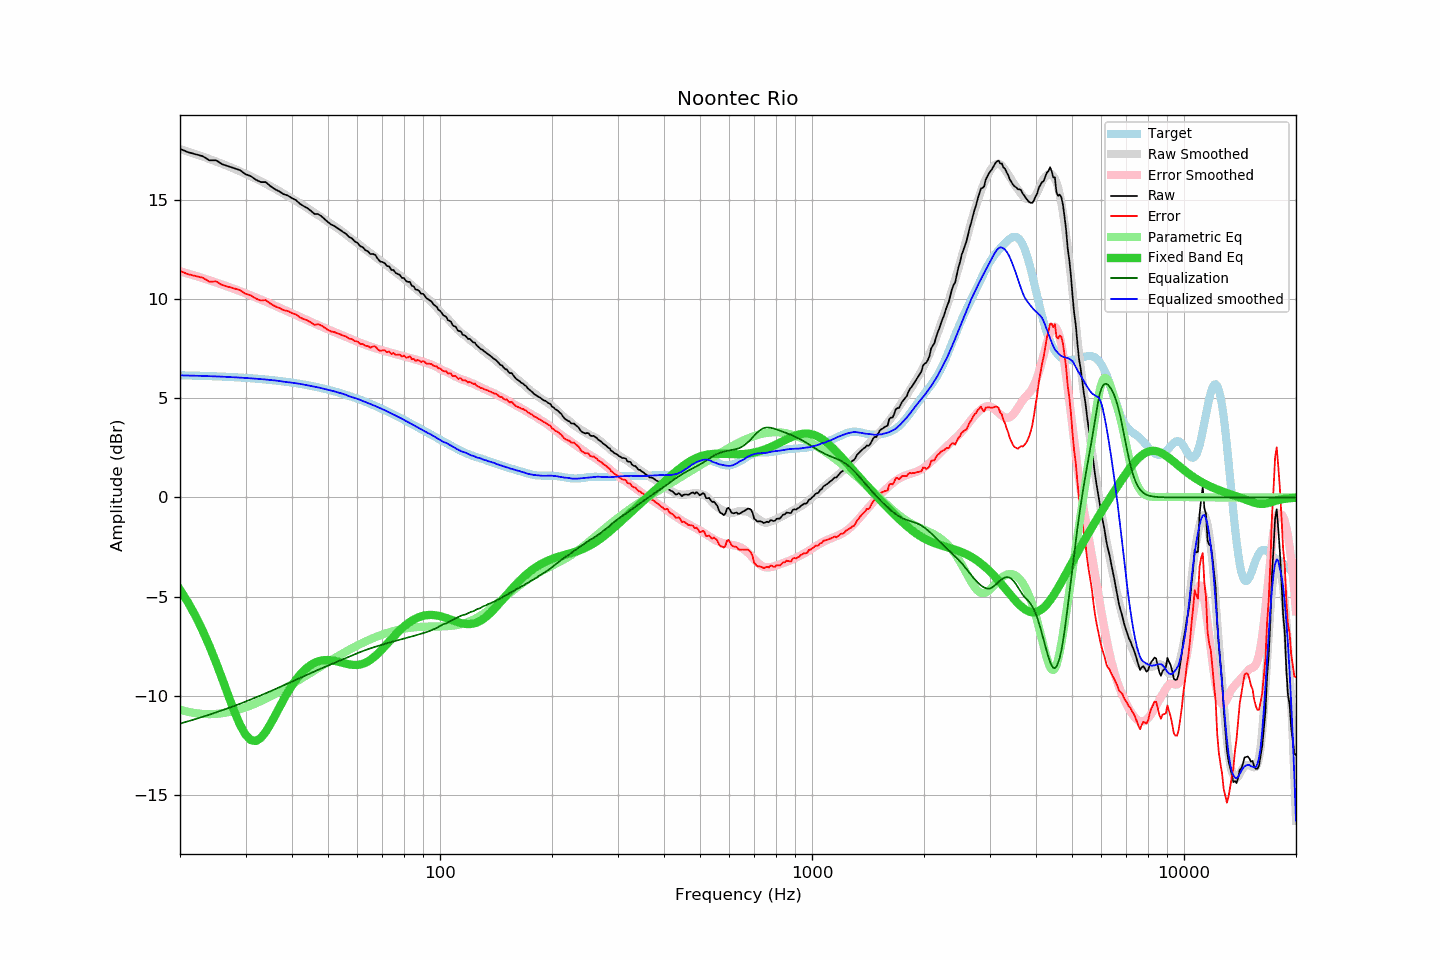 Noontec Rio
Amplitude (dBr)
15
10
5
0
−5
−10
−15
100
1000
10000
Frequency (Hz)
Target
Raw Smoothed
Error Smoothed
Raw
Error
Parametric Eq
Fixed Band Eq
Equalization
Equalized smoothed